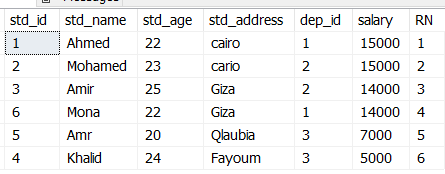 std_id std_name std_age std_address dep_id salary RN
1 Ahmed 22 cairo 1 15000 1
2 Mohamed 23 cario 2 15000 2
3 Amir 25 Giza 2 14000 3
6 Mona 22 Giza 1 14000 4
5 Amr 20 Qlaubia 3 7000 5
4 Khalid 24 Fayoum 3 5000 6